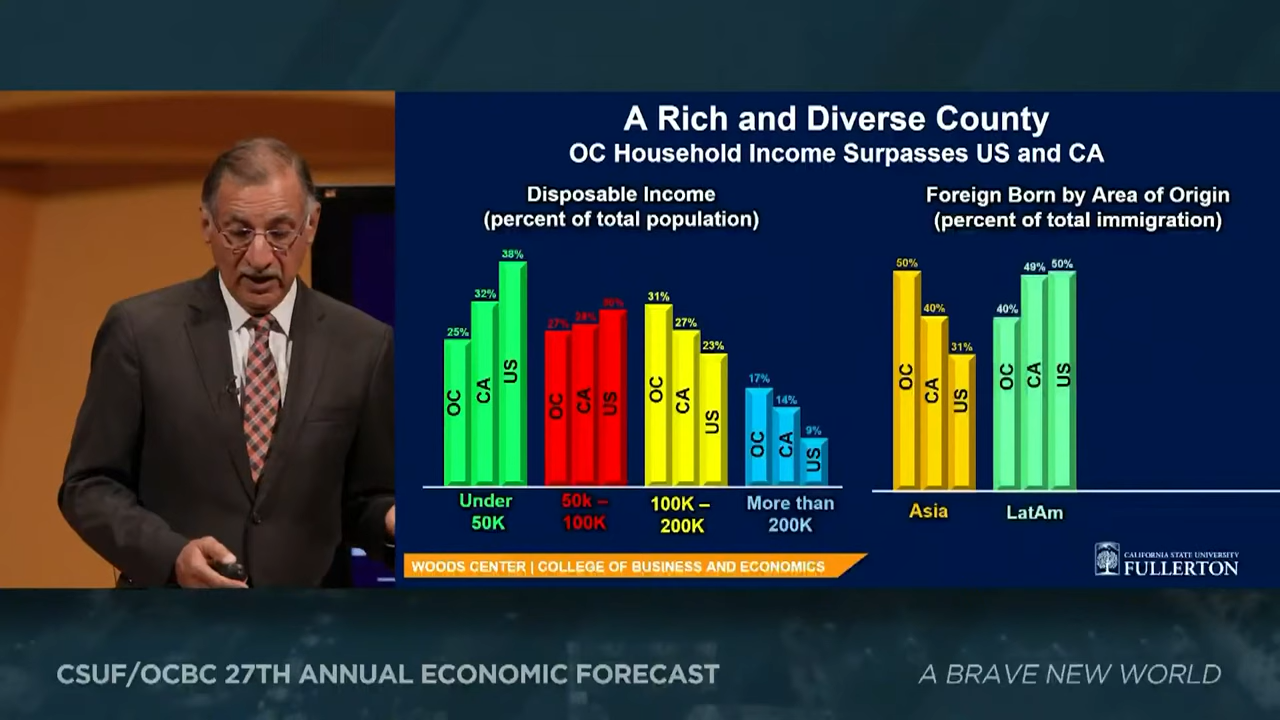 A Rich and Diverse County
OC Household Income Surpasses US and CA
Disposable Income
(percent of total population)
25%
32%
38%
27%
28%
30%
31%
27%
23%
17%
14%
9%
OC
CA
US
OC
CA
US
OC
CA
US
OC
CA
US
Under
50K
50k –
100K
100K –
200K
More than
200K
Foreign Born by Area of Origin
(percent of total immigration)
50%
40%
31%
40%
49%
50%
OC
CA
US
OC
CA
US
Asia
LatAm
WOODS CENTER | COLLEGE OF BUSINESS AND ECONOMICS
CALIFORNIA STATE UNIVERSITY
FULLERTON
CSUF/OCBC 27TH ANNUAL ECONOMIC FORECAST
A BRAVE NEW WORLD